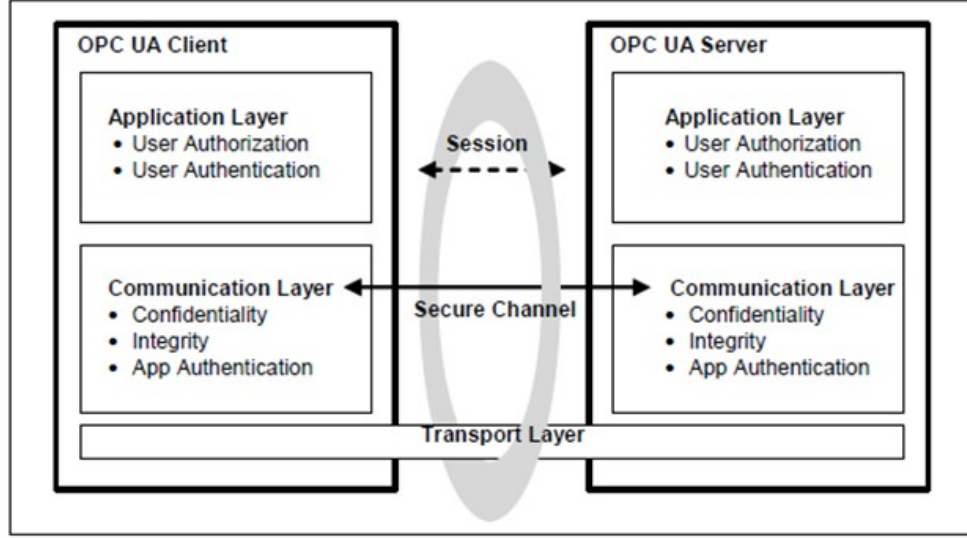 OPC UA Client
Application Layer
• User Authorization
• User Authentication
Communication Layer
• Confidentiality
• Integrity
• App Authentication
Session
Secure Channel
Transport Layer
OPC UA Server
Application Layer
• User Authorization
• User Authentication
Communication Layer
• Confidentiality
• Integrity
• App Authentication